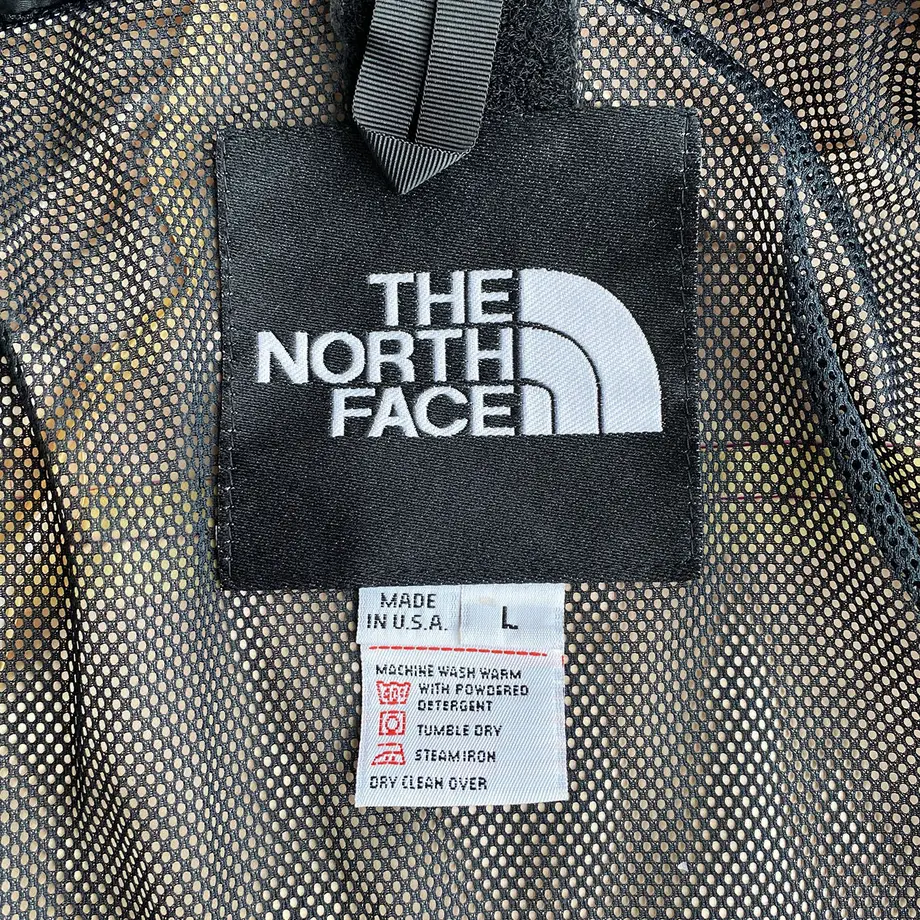 THE
NORTH
FACE
MADE
IN U.S.A.
L
MACHINE WASH WARM
WITH POWDERED
DETERGENT
TUMBLE DRY
STEAM IRON
DRY CLEAN OVER